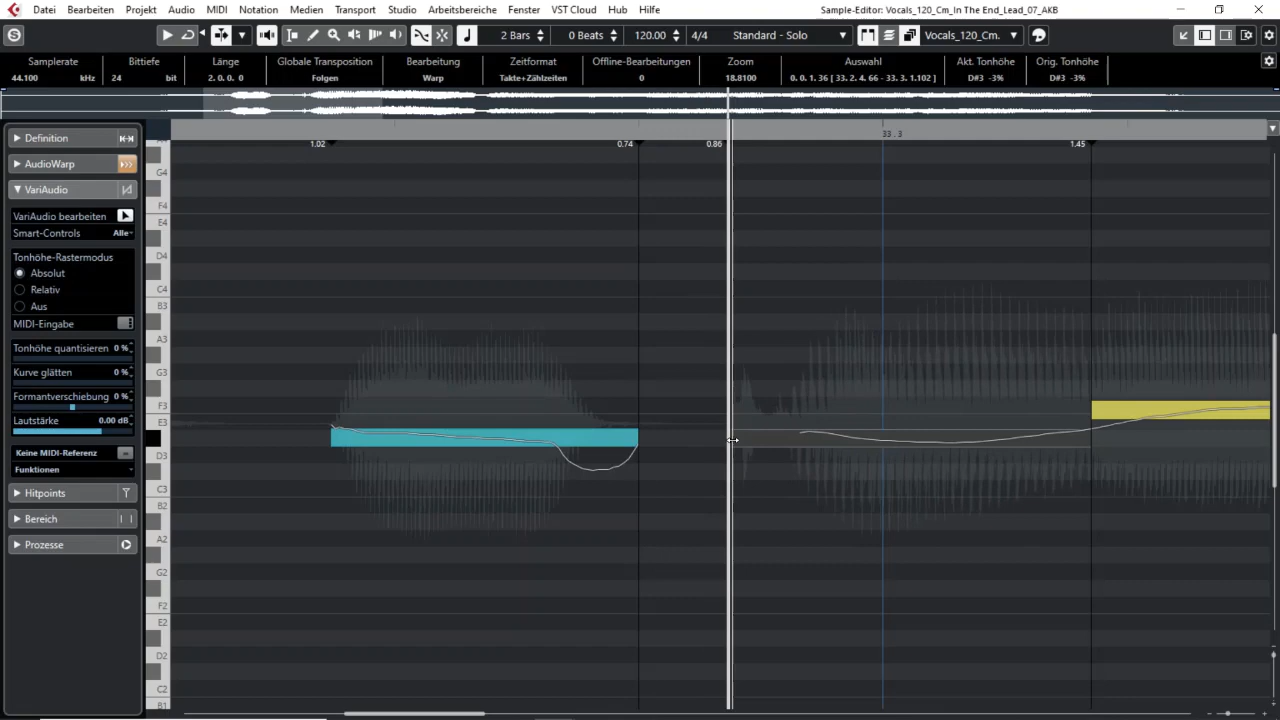 Datei Bearbeiten Projekt Audio MIDI Notation Medien Transport Studio Arbeitsbereiche Fenster VST Cloud Hub Hilfe Sample-Editor: Vocals_120_Cm_In The End_Lead_07_AKB
2 Bars 0 Beats 120.00 4/4 Standard - Solo Vocals_120_Cm.
Samplerate Bittiefe Länge Globale Transposition Bearbeitung Zeitformat Offline-Bearbeitungen Zoom Auswahl Akt. Tonhöhe Orig. Tonhöhe
44.100 kHz 24 bit 2. 0. 0. 0 Folgen Warp Takte+Zählzeiten 0 18.8100 0. 0. 1. 36 [ 33. 2. 4. 66 - 33. 3. 1.102 ] D#3 -3% D#3 -3%
33 . 3
1.02 0.74 0.86 1.45
Definition
AudioWarp
VariAudio
VariAudio bearbeiten
Smart-Controls Alle
Tonhöhe-Rastermodus
Absolut
Relativ
Aus
MIDI-Eingabe
Tonhöhe quantisieren 0 %
Kurve glätten 0 %
Formantverschiebung 0 %
Lautstärke 0.00 dB
Keine MIDI-Referenz
Funktionen
Hitpoints
Bereich
Prozesse
G4
F4
E4
D4
C4
B3
A3
G3
F3
E3
D3
C3
B2
A2
G2
F2
E2
D2
C2
B1